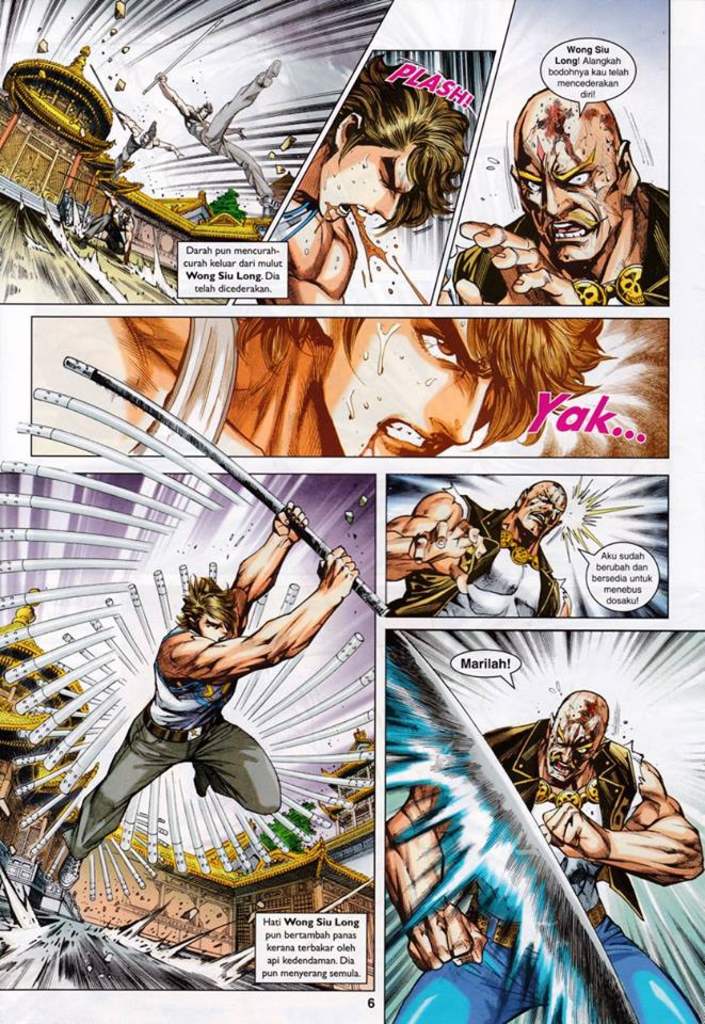 Darah pun mencurah-
curah keluar dari mulut
Wong Siu Long. Dia
telah dicederakan.
PLASH!
Wong Siu
Long! Alangkah
bodohnya kau telah
mencederakan
diri!
Yak...
Aku sudah
berubah dan
bersedia untuk
menebus
dosaku!
Hati Wong Siu Long
pun bertambah panas
kerana terbakar oleh
api kedendaman. Dia
pun menyerang semula.
Marilah!
6